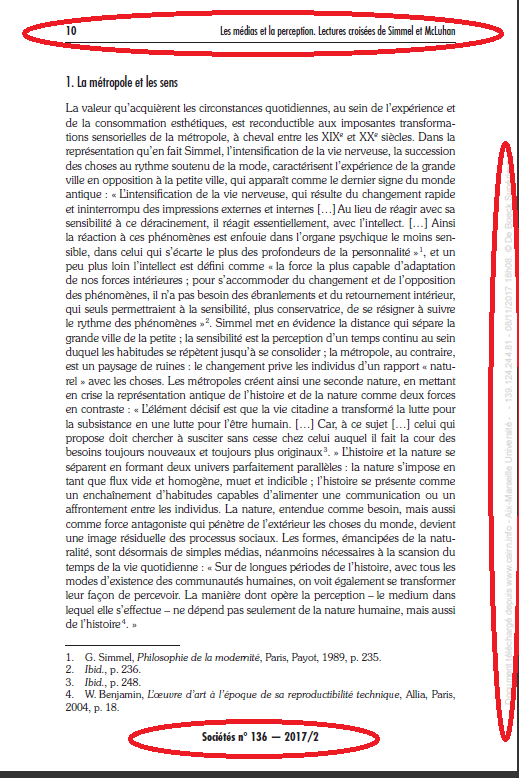 10
Les médias et la perception. Lectures croisées de Simmel et McLuhan
1. La métropole et les sens
La valeur qu’acquièrent les circonstances quotidiennes, au sein de l’expérience et
de la consommation esthétiques, est reconductible aux imposantes transforma-
tions sensorielles de la métropole, à cheval entre les XIXe et XXe siècles. Dans la
représentation qu’en fait Simmel, l’intensification de la vie nerveuse, la succession
des choses au rythme soutenu de la mode, caractérisent l’expérience de la grande
ville en opposition à la petite ville, qui apparaît comme le dernier signe du monde
antique : « L’intensification de la vie nerveuse, qui résulte du changement rapide
et ininterrompu des impressions externes et internes […] Au lieu de réagir avec sa
sensibilité à ce déracinement, il réagit essentiellement, avec l’intellect. […] Ainsi
la réaction à ces phénomènes est enfouie dans l’organe psychique le moins sen-
sible, dans celui qui s’écarte le plus des profondeurs de la personnalité »1, et un
peu plus loin l’intellect est défini comme « la force la plus capable d’adaptation
de nos forces intérieures ; pour s’accommoder du changement et de l’opposition
des phénomènes, il n’a pas besoin des ébranlements et du retournement intérieur,
qui seuls permettraient à la sensibilité, plus conservatrice, de se résigner à suivre
le rythme des phénomènes »2. Simmel met en évidence la distance qui sépare la
grande ville de la petite ; la sensibilité est la perception d’un temps continu au sein
duquel les habitudes se répètent jusqu’à se consolider ; la métropole, au contraire,
est un paysage de ruines : le changement prive les individus d’un rapport « natu-
rel » avec les choses. Les métropoles créent ainsi une seconde nature, en mettant
en crise la représentation antique de l’histoire et de la nature comme deux forces
en contraste : « L’élément décisif est que la vie citadine a transformé la lutte pour
la subsistance en une lutte pour l’être humain. […] Car, à ce sujet […] celui qui
propose doit chercher à susciter sans cesse chez celui auquel il fait la cour des
besoins toujours nouveaux et toujours plus originaux3. » L’histoire et la nature se
séparent en formant deux univers parfaitement parallèles : la nature s’impose en
tant que flux vide et homogène, muet et indicible ; l’histoire se présente comme
un enchaînement d’habitudes capables d’alimenter une communication ou un
affrontement entre les individus. La nature, entendue comme besoin, mais aussi
comme force antagoniste qui pénètre de l’extérieur les choses du monde, devient
une image résiduelle des processus sociaux. Les formes, émancipées de la natu-
ralité, sont désormais de simples médias, néanmoins nécessaires à la scansion du
temps de la vie quotidienne : « Sur de longues périodes de l’histoire, avec tous les
modes d’existence des communautés humaines, on voit également se transformer
leur façon de percevoir. La manière dont opère la perception – le medium dans
lequel elle s’effectue – ne dépend pas seulement de la nature humaine, mais aussi
de l’histoire4. »
1. G. Simmel, Philosophie de la modernité, Paris, Payot, 1989, p. 235.
2. Ibid., p. 236.
3. Ibid., p. 248.
4. W. Benjamin, L’œuvre d’art à l’époque de sa reproductibilité technique, Allia, Paris,
2004, p. 18.
Sociétés n° 136 — 2017/2
Document téléchargé depuis www.cairn.info - Aix-Marseille Université - - 139.124.244.81 - 08/11/2017 16h08. © De Boeck